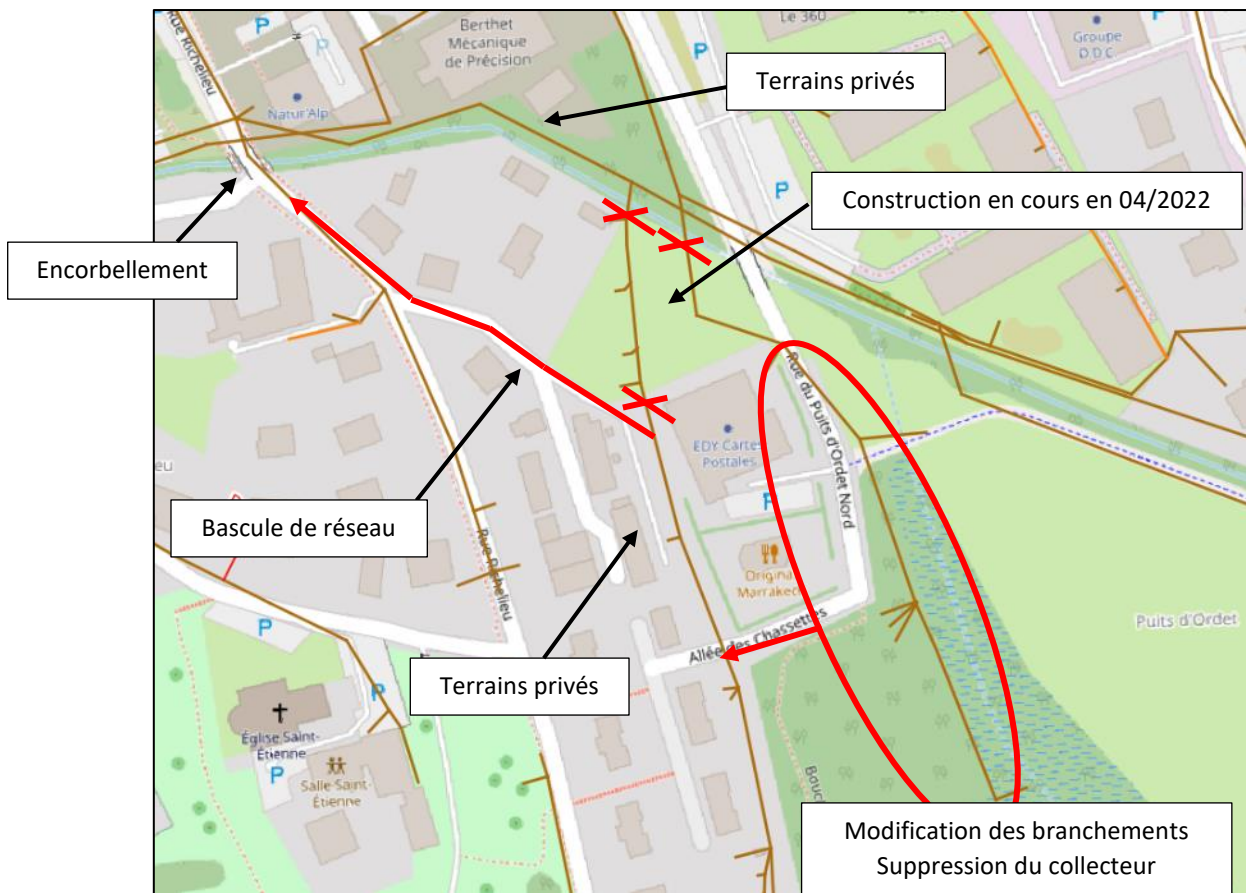 Rue Richelieu
P
P
Berthet
Mécanique
de Précision
Le 360
P
Groupe
D.D.C.
P
Terrains privés
Natur'Alp
P
Construction en cours en 04/2022
P
Encorbellement
P
Rue du Puits d'Ordet Nord
EDY Cartes
Postales
P
Bascule de réseau
P
Rue Richelieu
Original
Marrakech
Puits d'Ordet
P
Allée des Chassettes
Terrains privés
P
Église Saint-
Étienne
P
Salle-Saint-
Étienne
Modification des branchements
Suppression du collecteur